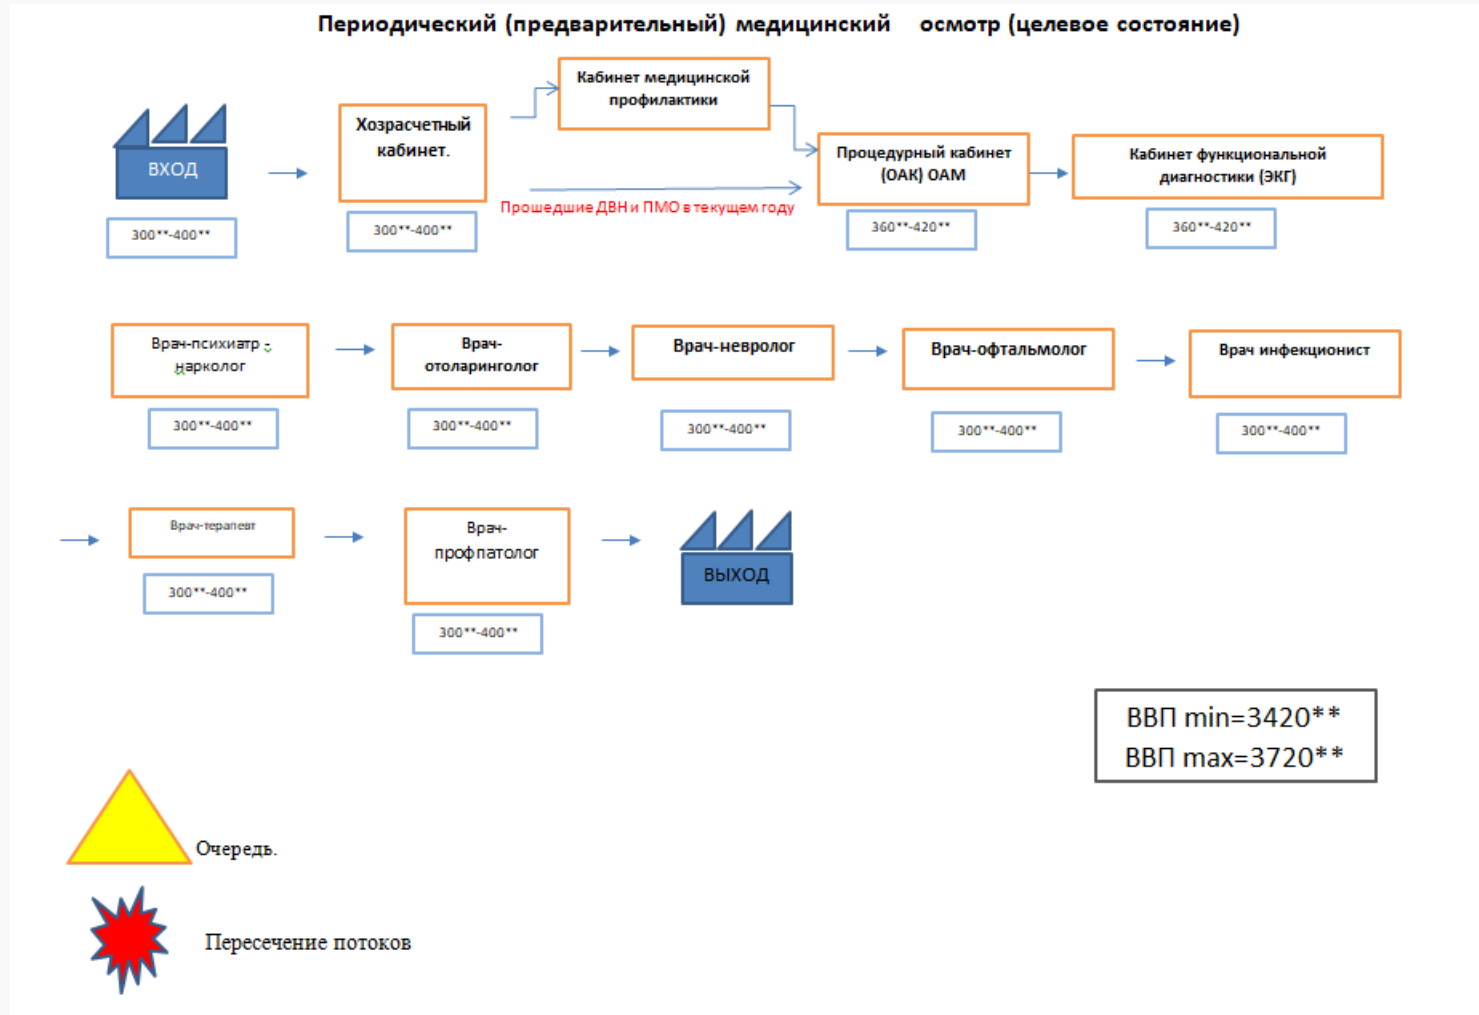 Периодический (предварительный) медицинский осмотр (целевое состояние)
Кабинет медицинской
профилактики
Хозрасчетный
кабинет.
ВХОД
Процедурный кабинет
(ОАК) ОАМ
Кабинет функциональной
диагностики (ЭКГ)
Прошедшие ДВН и ПМО в текущем году
300**-400**
300**-400**
360**-420**
360**-420**
Врач-психиатр -
нарколог
Врач-
отоларинголог
Врач-невролог
Врач-офтальмолог
Врач инфекционист
300**-400**
300**-400**
300**-400**
300**-400**
300**-400**
Врач-терапевт
Врач-
профпатолог
ВЫХОД
300**-400**
300**-400**
ВВП min=3420**
ВВП max=3720**
Очередь.
Пересечение потоков